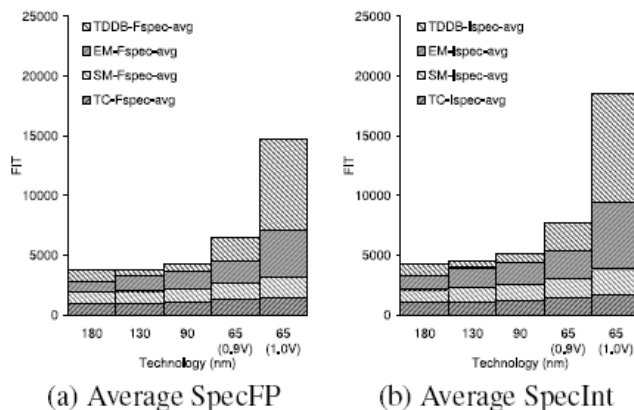 25000
20000
15000
10000
5000
0
FIT
TDDB-Fspec-avg
EM-Fspec-avg
SM-Fspec-avg
TC-Fspec-avg
180 130 90 65 65
(0.9V) (1.0V)
Technology (nm)
(a) Average SpecFP
25000
20000
15000
10000
5000
0
FIT
TDDB-Ispec-avg
EM-Ispec-avg
SM-Ispec-avg
TC-Ispec-avg
180 130 90 65 65
(0.9V) (1.0V)
Technology (nm)
(b) Average SpecInt